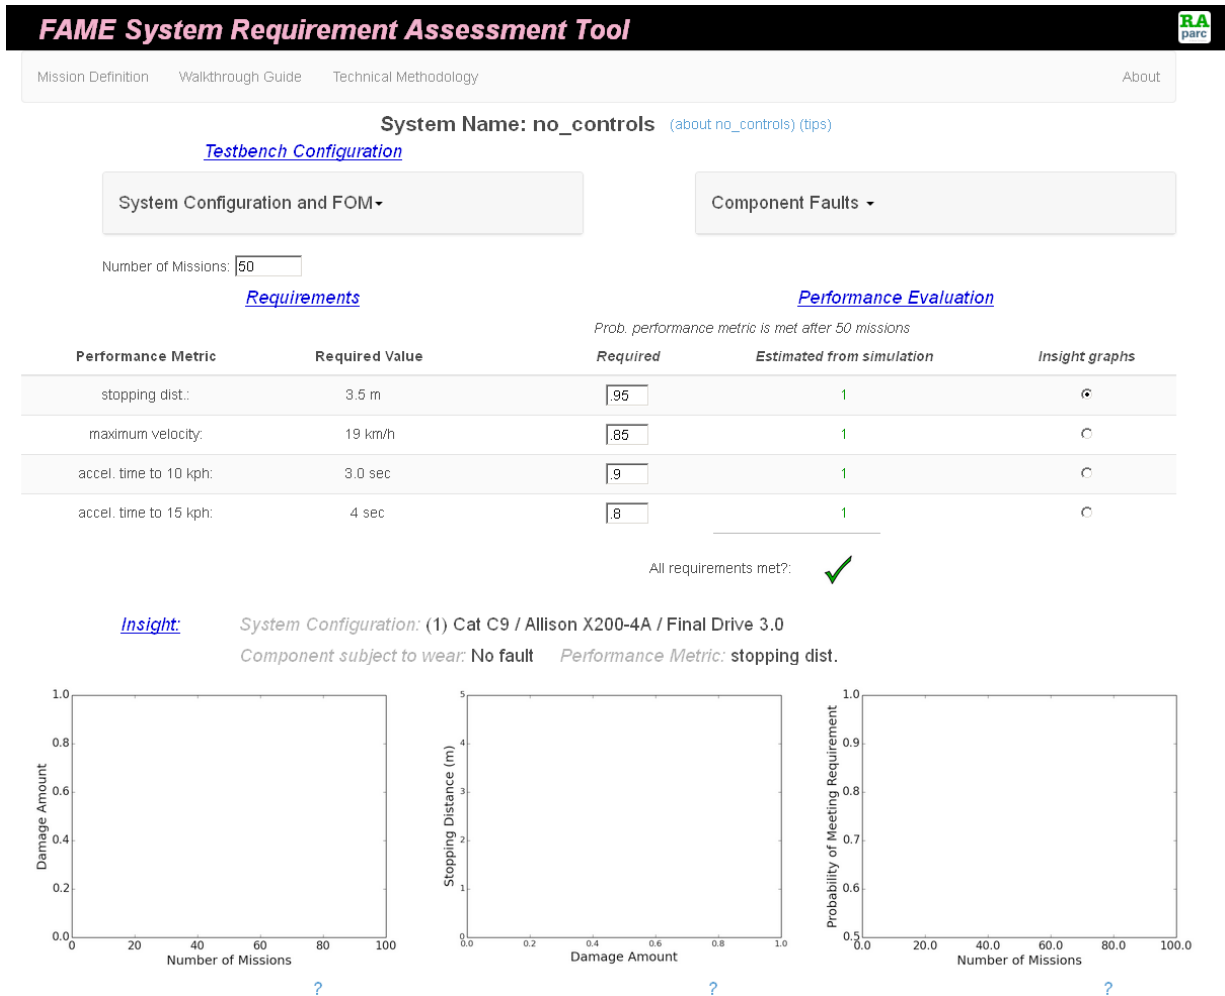 FAME System Requirement Assessment Tool
RA
parc
Mission Definition Walkthrough Guide Technical Methodology About
System Name: no_controls (about no_controls) (tips)
Testbench Configuration
System Configuration and FOM
Component Faults
Number of Missions: 50
Requirements Performance Evaluation
Prob. performance metric is met after 50 missions
Performance Metric Required Value Required Estimated from simulation Insight graphs
stopping dist.: 3.5 m .95 1
maximum velocity: 19 km/h .85 1
accel. time to 10 kph: 3.0 sec .9 1
accel. time to 15 kph: 4 sec .8 1
All requirements met?:
Insight: System Configuration: (1) Cat C9 / Allison X200-4A / Final Drive 3.0
Component subject to wear: No fault Performance Metric: stopping dist.
1.0
0.8
0.6
0.4
0.2
0.0
Damage Amount
0 20 40 60 80 100
Number of Missions
?
5
4
3
2
1
0
Stopping Distance (m)
0.0 0.2 0.4 0.6 0.8 1.0
Damage Amount
?
1.0
0.9
0.8
0.7
0.6
0.5
Probability of Meeting Requirement
0.0 20.0 40.0 60.0 80.0 100.0
Number of Missions
?